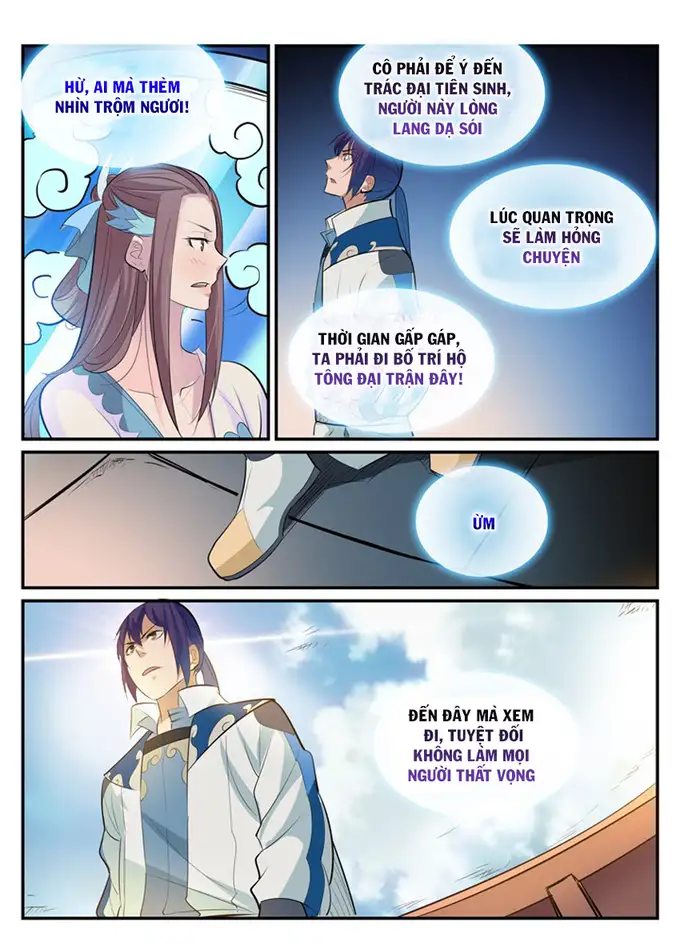 HỪ, AI MÀ THÈM
NHÌN TRỘM NGƯƠI!
CÔ PHẢI ĐỂ Ý ĐẾN
TRÁC ĐẠI TIÊN SINH,
NGƯỜI NÀY LÒNG
LANG DẠ SÓI
LÚC QUAN TRỌNG
SẼ LÀM HỎNG
CHUYỆN
THỜI GIAN GẤP GÁP,
TA PHẢI ĐI BỐ TRÍ HỘ
TÔNG ĐẠI TRẬN ĐÂY!
ỪM
ĐẾN ĐÂY MÀ XEM
ĐI, TUYỆT ĐỐI
KHÔNG LÀM MỌI
NGƯỜI THẤT VỌNG